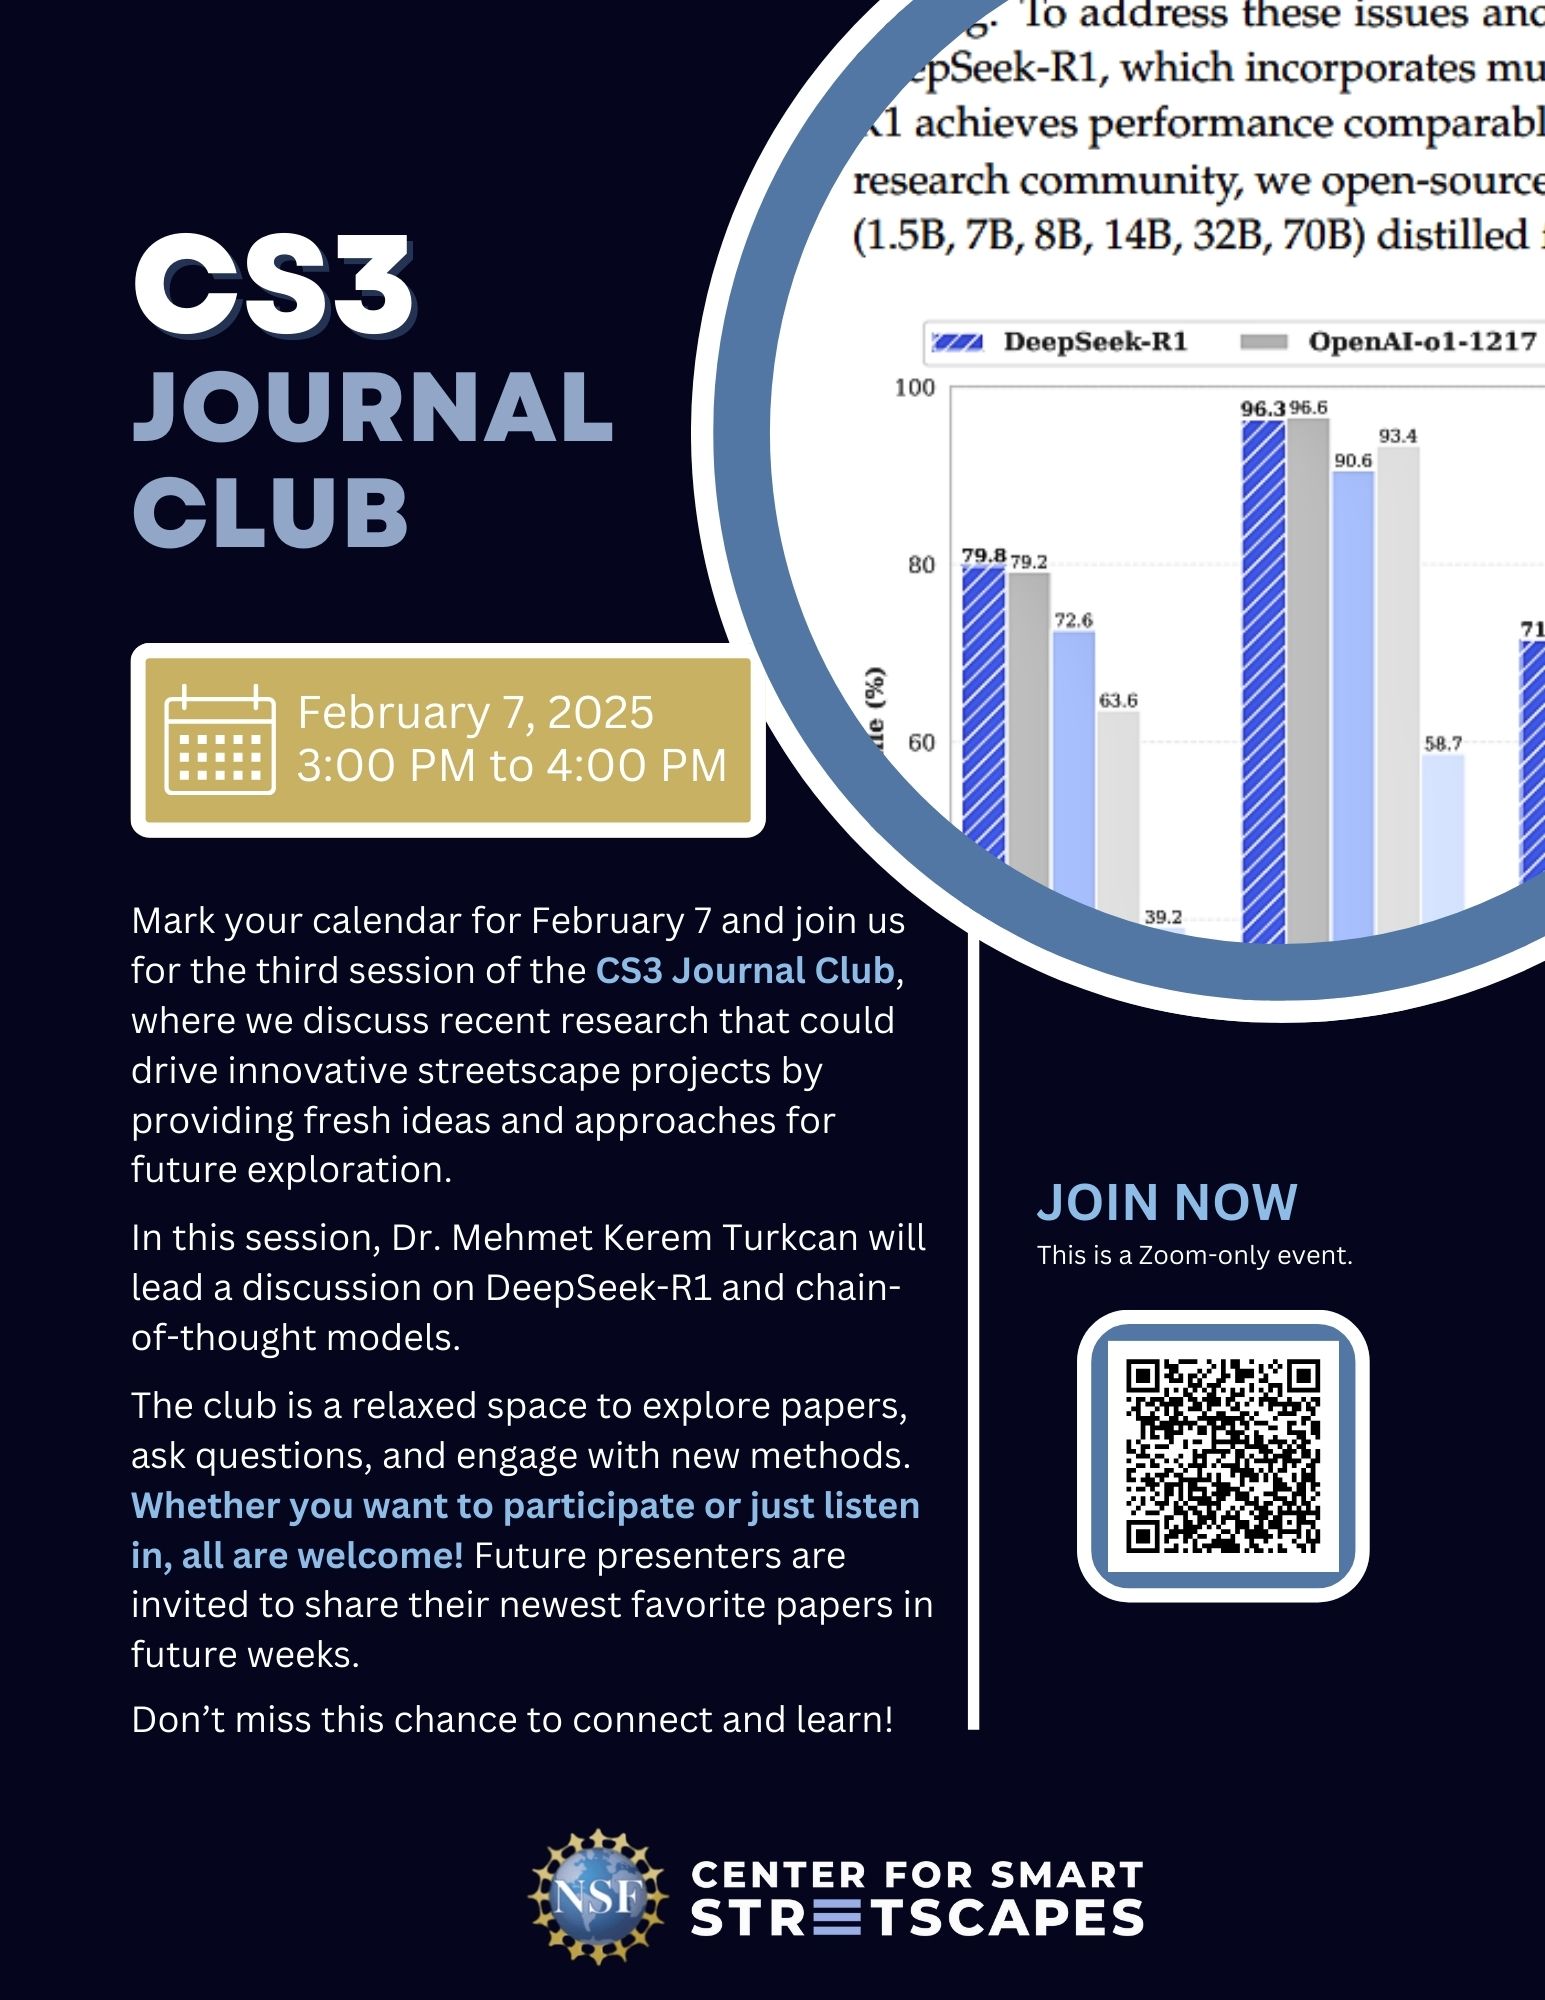 To address these issues and
R1, which incorporates
achieves performance
research community, we
(1.5B, 7B, 8B, 14B, 32B, 70B) distilled
DeepSeek-R1
OpenAI-o1-1217
100
80
60
(%)
79.8
79.2
72.6
63.6
39.2
96.3
96.6
90.6
93.4
58.7
CS3
JOURNAL
CLUB
February 7, 2025
3:00 PM to 4:00 PM
Mark your calendar for February 7 and join us
for the third session of the CS3 Journal Club,
where we discuss recent research that could
drive innovative streetscape projects by
providing fresh ideas and approaches for
future exploration.
In this session, Dr. Mehmet Kerem Turkcan will
lead a discussion on DeepSeek-R1 and chain-
of-thought models.
The club is a relaxed space to explore papers,
ask questions, and engage with new methods.
Whether you want to participate or just listen
in, all are welcome! Future presenters are
invited to share their newest favorite papers in
future weeks.
Don’t miss this chance to connect and learn!
JOIN NOW
This is a Zoom-only event.
NSF
CENTER FOR SMART
STREETSCAPES